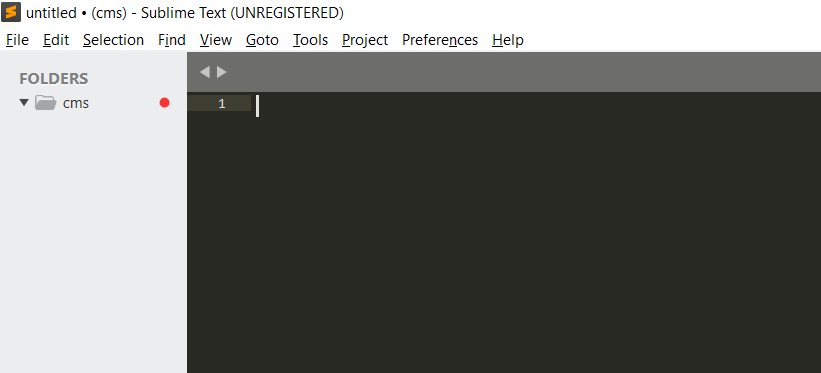 untitled • (cms) - Sublime Text (UNREGISTERED)
File Edit Selection Find View Goto Tools Project Preferences Help
FOLDERS
cms
1